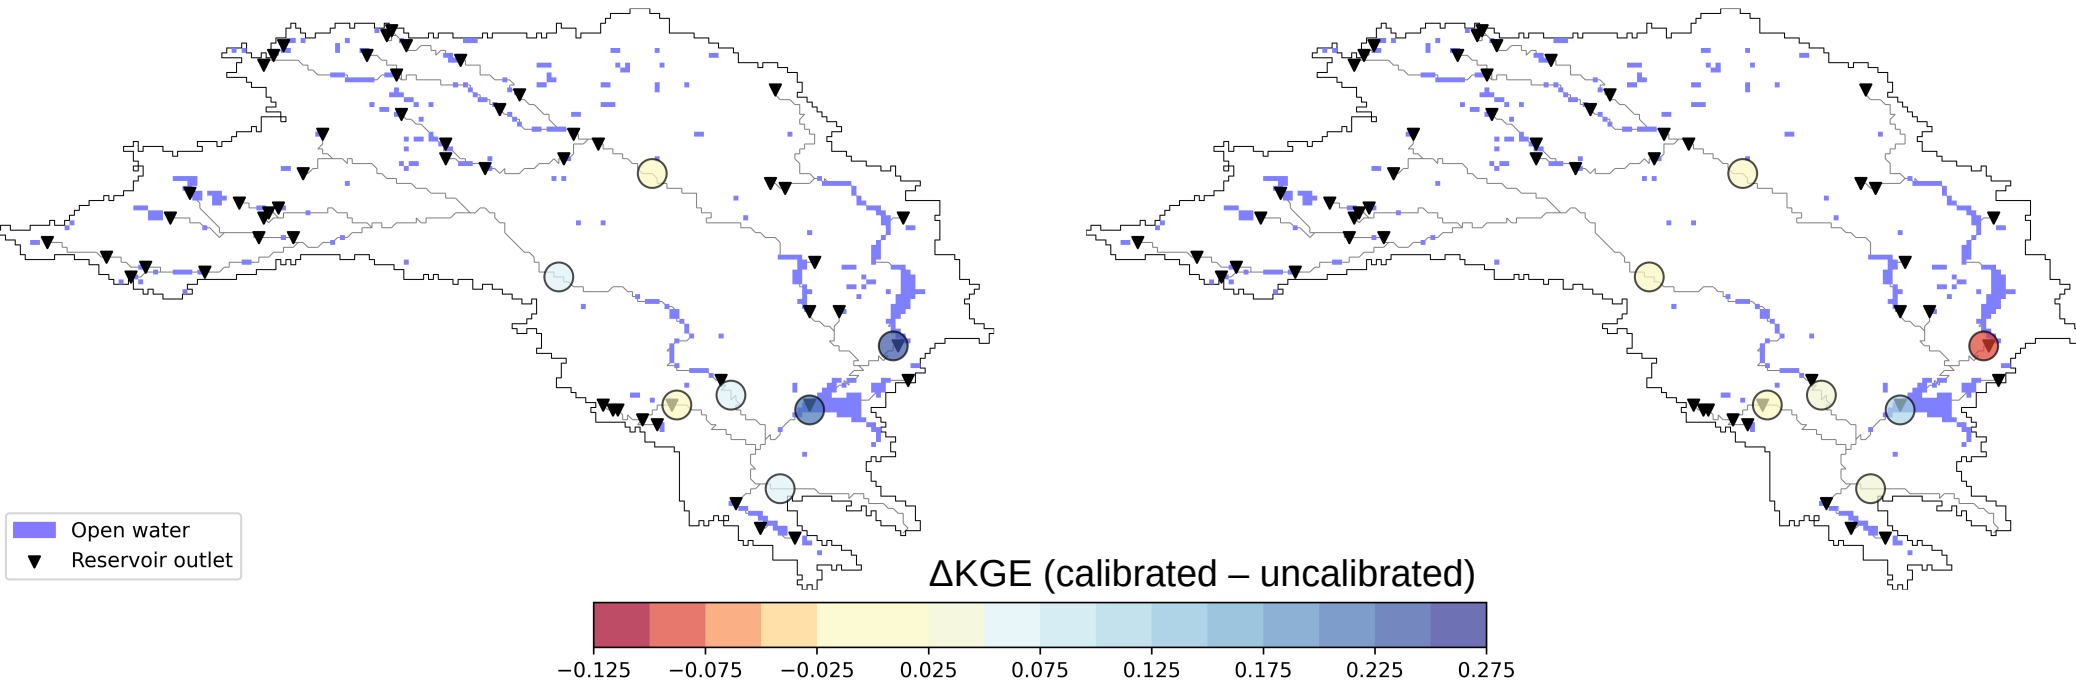 Open water
Reservoir outlet
ΔKGE (calibrated – uncalibrated)
−0.125 −0.075 −0.025 0.025 0.075 0.125 0.175 0.225 0.275